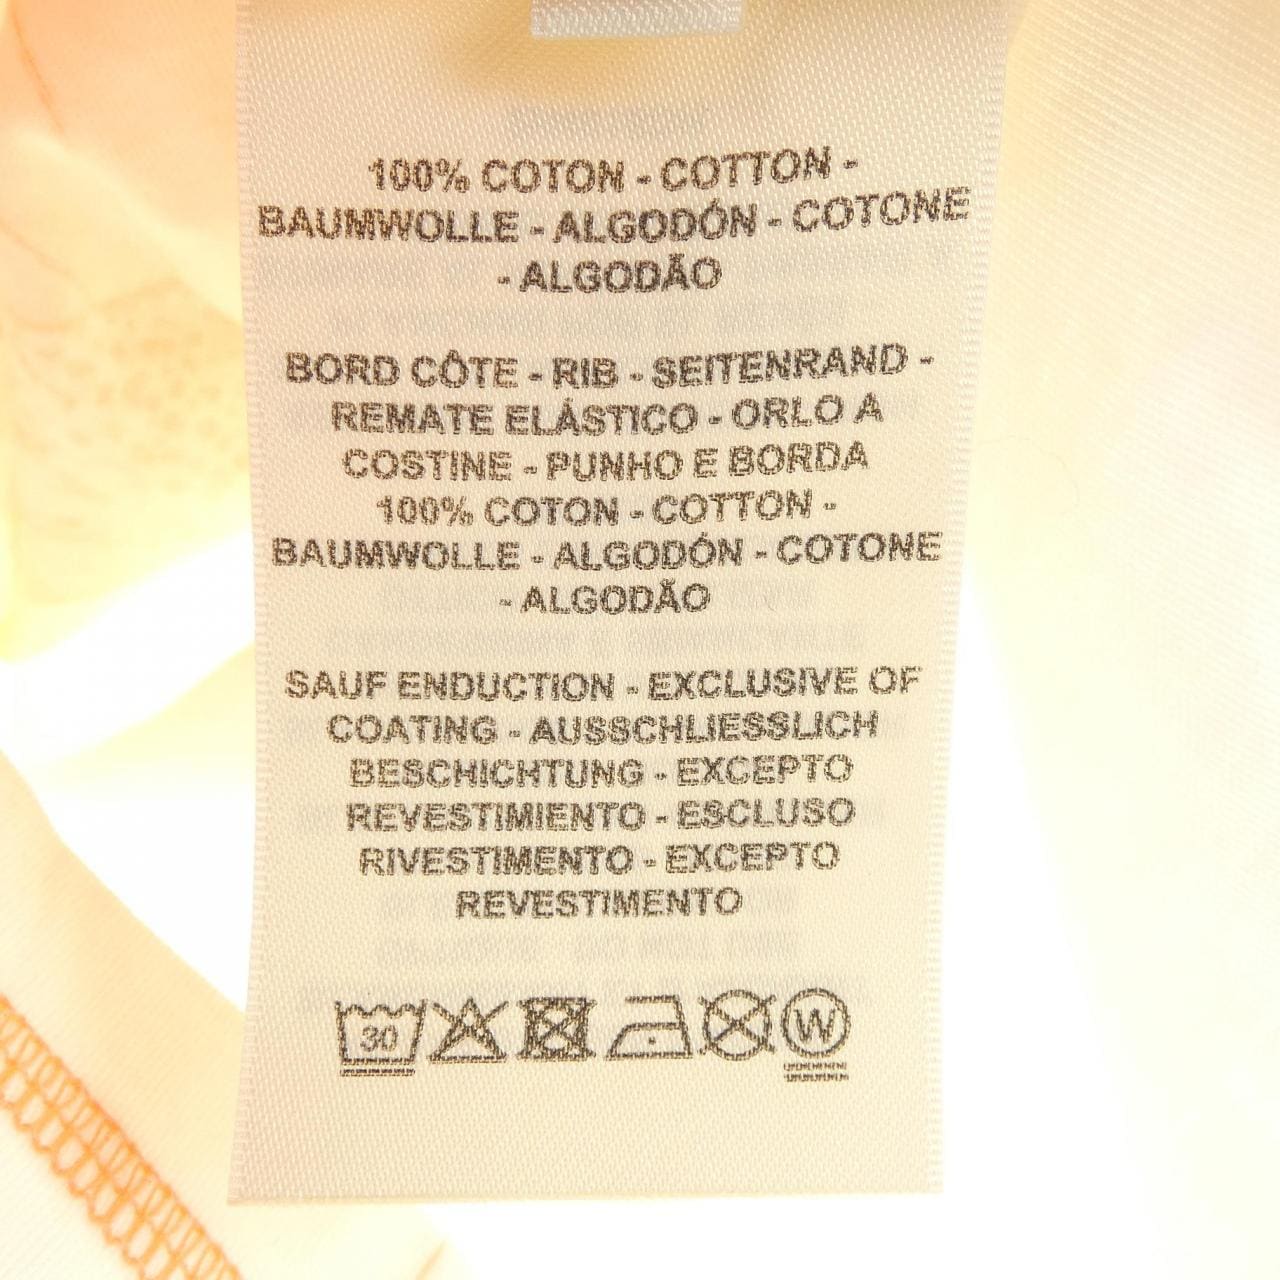 100% COTON - COTTON -
BAUMWOLLE - ALGODÓN - COTONE
- ALGODÃO
BORD CÔTE - RIB - SEITENRAND -
REMATE ELÁSTICO - ORLO A
COSTINE - PUNHO E BORDA
100% COTON - COTTON -
BAUMWOLLE - ALGODÓN - COTONE
- ALGODÃO
SAUF ENDUCTION - EXCLUSIVE OF
COATING - AUSSCHLIESSLICH
BESCHICHTUNG - EXCEPTO
REVESTIMIENTO - ESCLUSO
RIVESTIMENTO - EXCEPTO
REVESTIMENTO
30 W